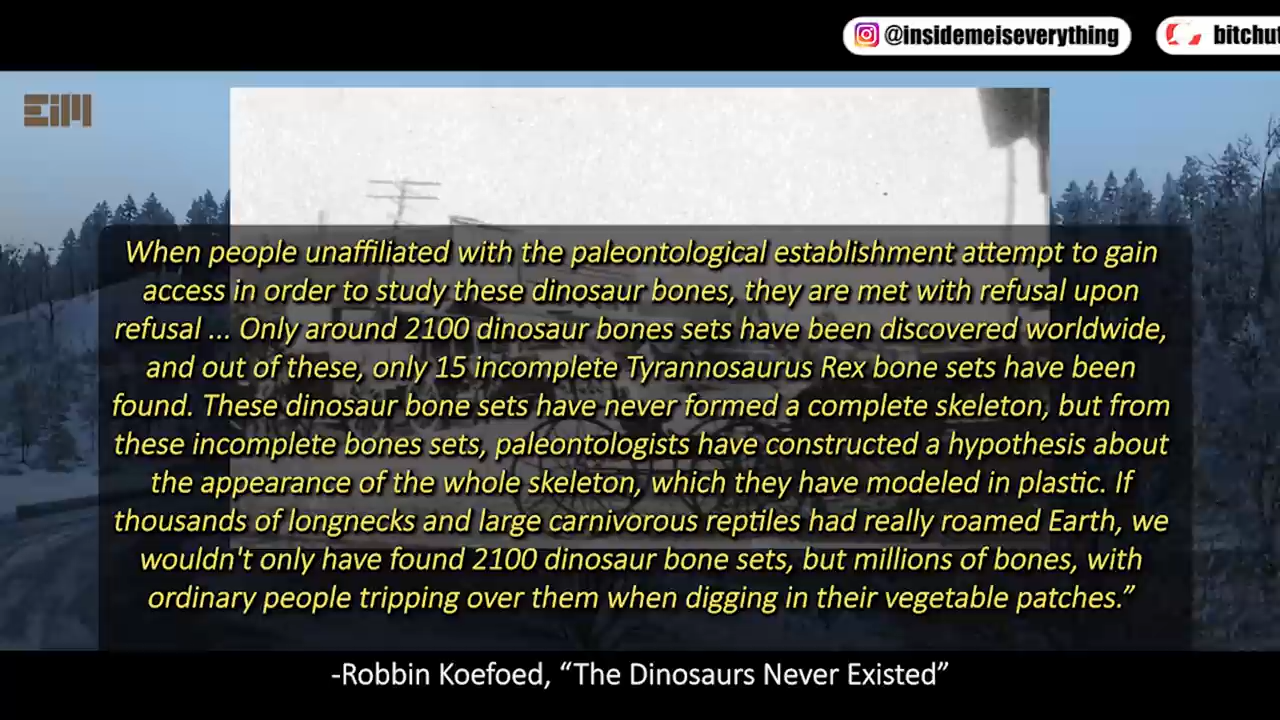 @insidemeiseverything
bitchut
EiM
When people unaffiliated with the paleontological establishment attempt to gain
access in order to study these dinosaur bones, they are met with refusal upon
refusal ... Only around 2100 dinosaur bones sets have been discovered worldwide,
and out of these, only 15 incomplete Tyrannosaurus Rex bone sets have been
found. These dinosaur bone sets have never formed a complete skeleton, but from
these incomplete bones sets, paleontologists have constructed a hypothesis about
the appearance of the whole skeleton, which they have modeled in plastic. If
thousands of longnecks and large carnivorous reptiles had really roamed Earth, we
wouldn't only have found 2100 dinosaur bone sets, but millions of bones, with
ordinary people tripping over them when digging in their vegetable patches.”
-Robbin Koefoed, “The Dinosaurs Never Existed”